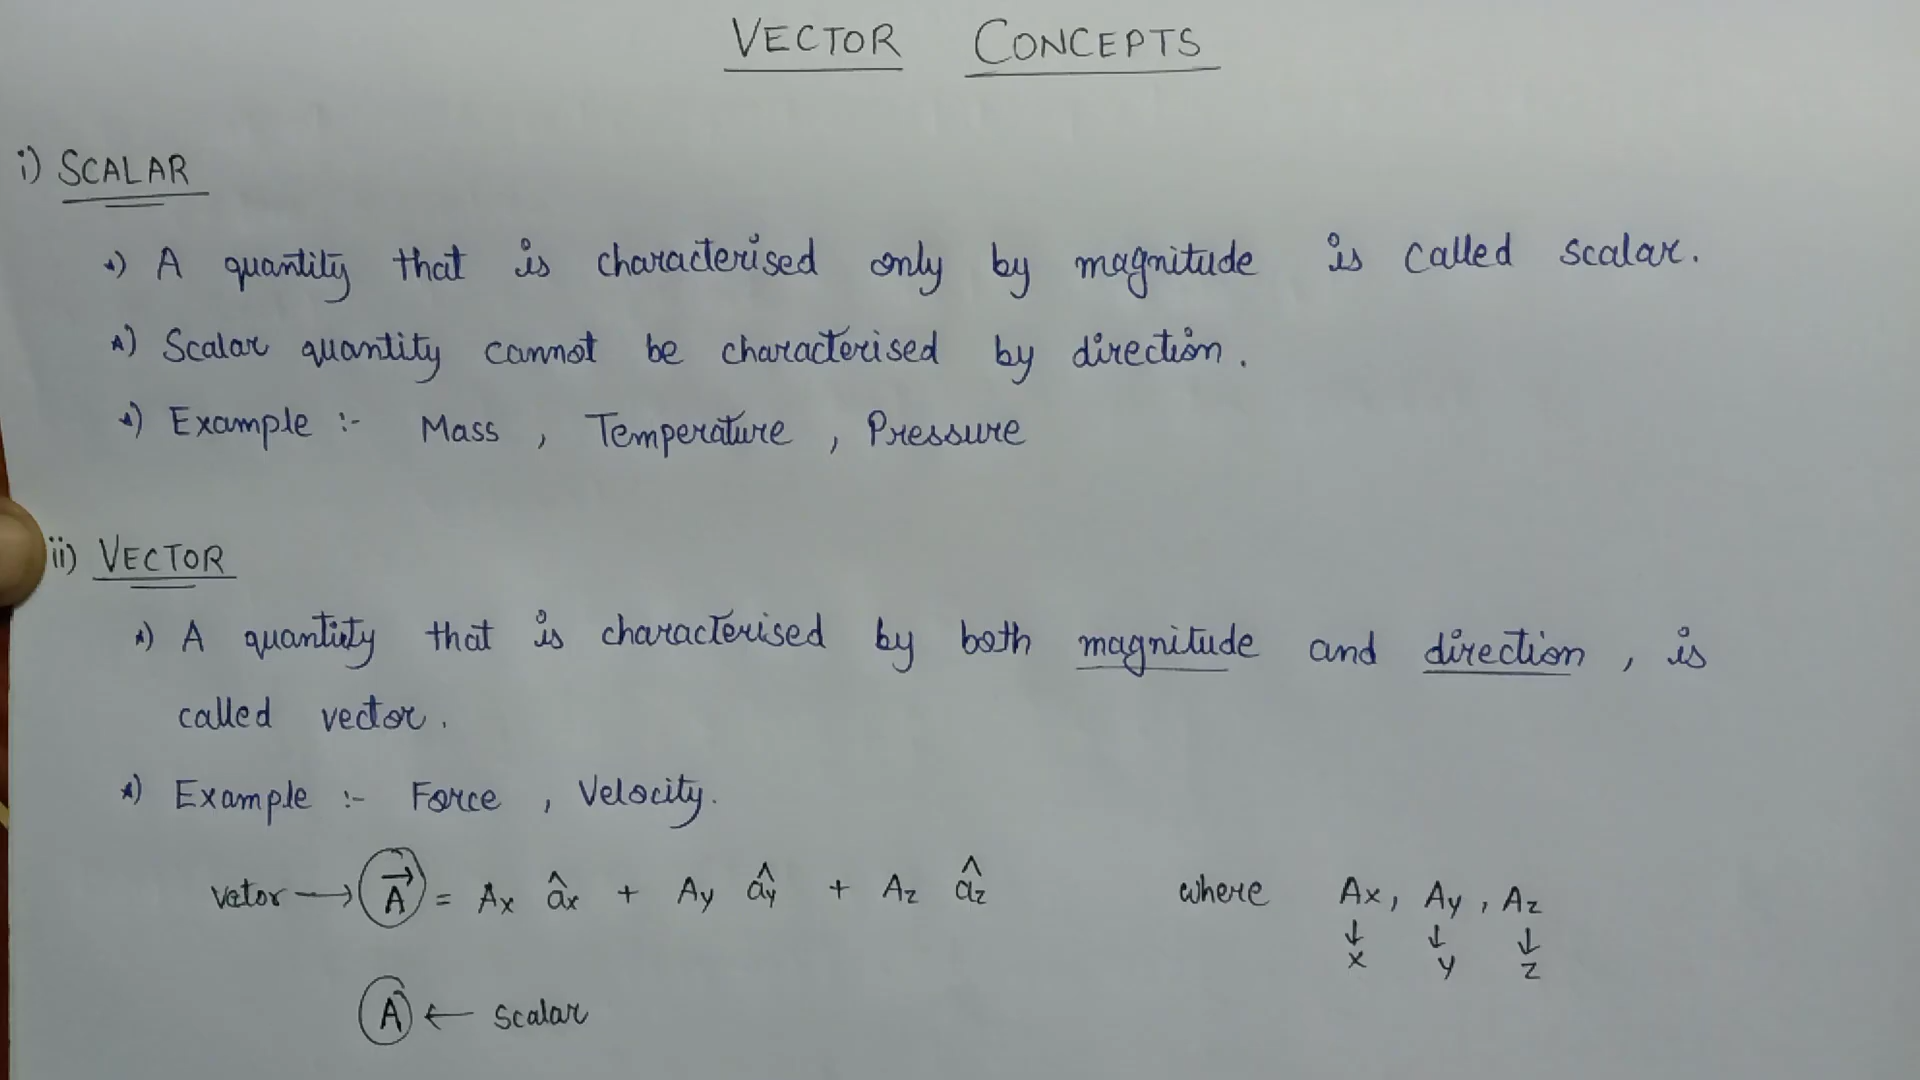 VECTOR CONCEPTS
i) SCALAR
*) A quantity that is characterised only by magnitude is called scalar.
*) Scalar quantity cannot be characterised by direction.
*) Example :- Mass , Temperature , Pressure
ii) VECTOR
*) A quantity that is characterised by both magnitude and direction , is
called vector.
*) Example :- Force , Velocity.
vetor → A⃗ = Ax âx + Ay ây + Az âz where Ax, Ay, Az
↓ ↓ ↓
x y z
A ← scalar